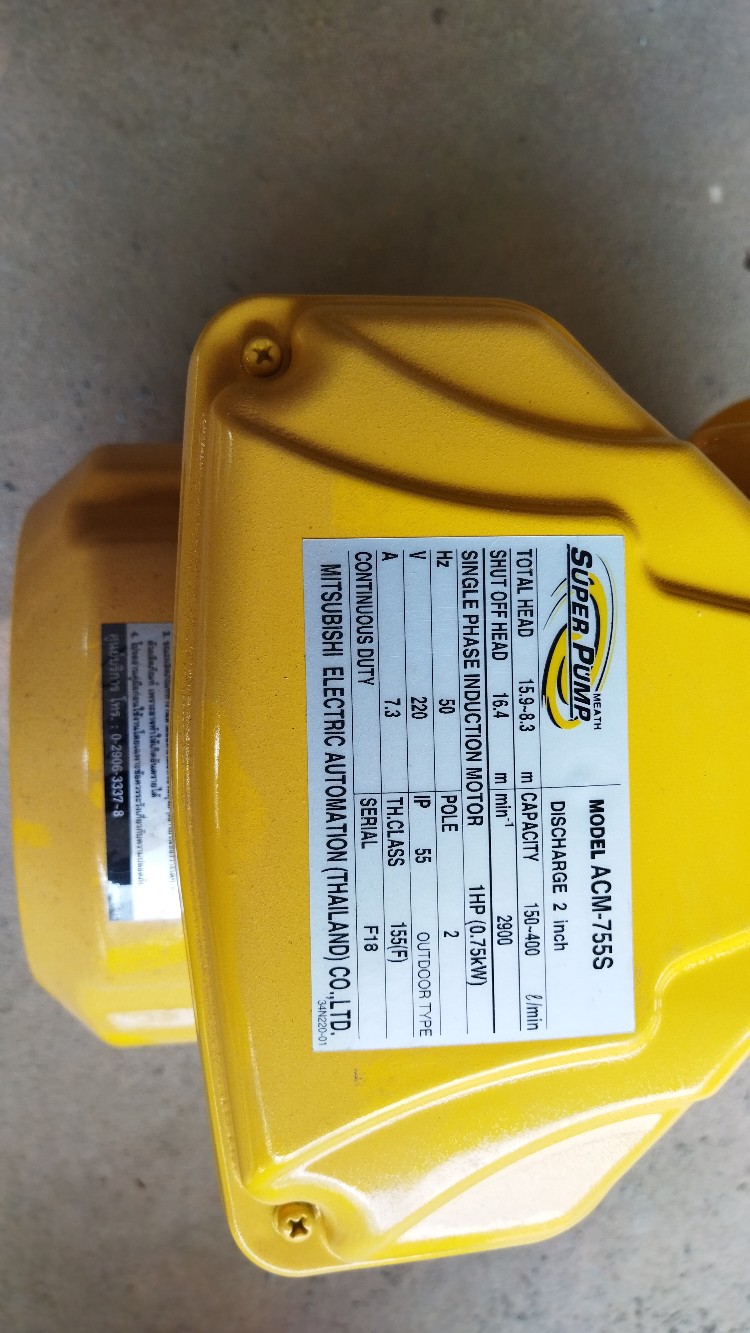 SUPER PUMP
MEATH
MODEL ACM-755S
DISCHARGE 2 inch
TOTAL HEAD 15.9~8.3 m CAPACITY 150~400 ℓ/min
SHUT OFF HEAD 16.4 m min-1 2900
SINGLE PHASE INDUCTION MOTOR 1HP (0.75kW)
Hz 50 POLE 2
V 220 IP 55 OUTDOOR TYPE
A 7.3 TH.CLASS 155(F)
CONTINUOUS DUTY SERIAL F18
MITSUBISHI ELECTRIC AUTOMATION (THAILAND) CO.,LTD.
34N220-01
ศูนย์บริการ โทร. : 0-2906-3337-8